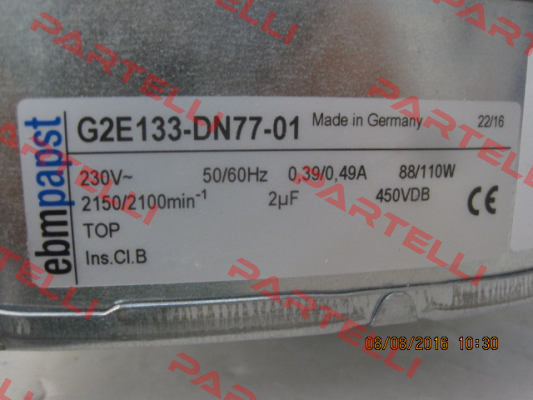 PARTELLI
PARTELLI
PARTELLI
ebmpapst
G2E133-DN77-01 Made in Germany 22/16
230V~ 50/60Hz 0,39/0,49A 88/110W
2150/2100min-1 2µF 450VDB
TOP
Ins.Cl.B
CE
PARTELLI
PARTELLI
PARTELLI
08/08/2016 10:30